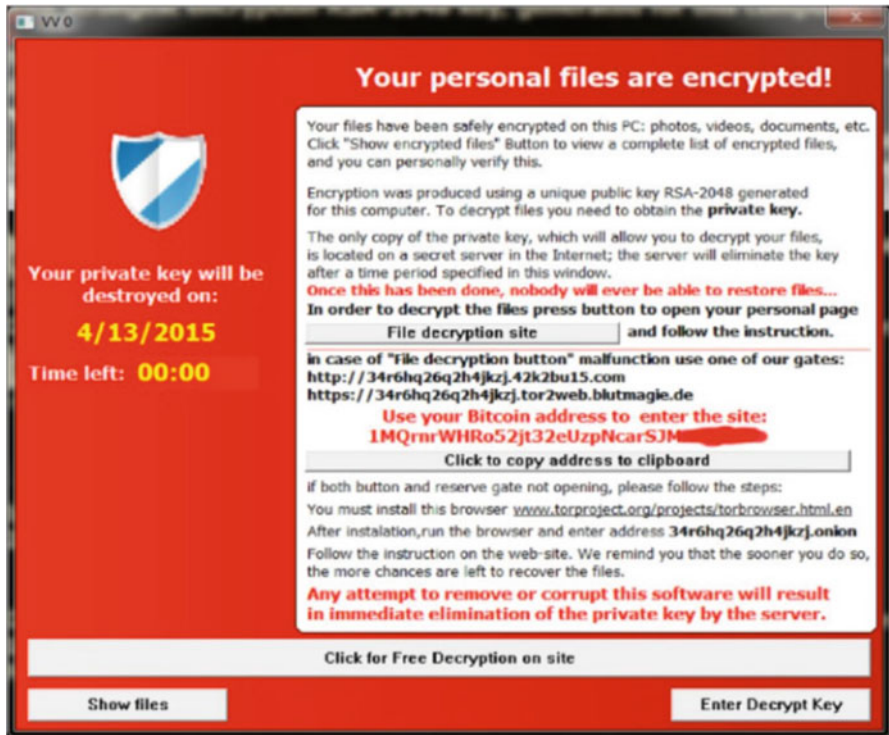 VV 0
Your personal files are encrypted!
Your files have been safely encrypted on this PC: photos, videos, documents, etc.
Click "Show encrypted files" Button to view a complete list of encrypted files,
and you can personally verify this.
Encryption was produced using a unique public key RSA-2048 generated
for this computer. To decrypt files you need to obtain the private key.
The only copy of the private key, which will allow you to decrypt your files,
is located on a secret server in the Internet; the server will eliminate the key
after a time period specified in this window.
Once this has been done, nobody will ever be able to restore files...
In order to decrypt the files press button to open your personal page
File decryption site
and follow the instruction.
in case of "File decryption button" malfunction use one of our gates:
http://34r6hq26q2h4jkzj.42k2bu15.com
https://34r6hq26q2h4jkzj.tor2web.blutmagie.de
Use your Bitcoin address to enter the site:
1MQrnrWHRo52jt32eUzpNcarSJM
Click to copy address to clipboard
if both button and reserve gate not opening, please follow the steps:
You must install this browser www.torproject.org/projects/torbrowser.html.en
After instalation,run the browser and enter address 34r6hq26q2h4jkzj.onion
Follow the instruction on the web-site. We remind you that the sooner you do so,
the more chances are left to recover the files.
Any attempt to remove or corrupt this software will result
in immediate elimination of the private key by the server.
Your private key will be
destroyed on:
4/13/2015
Time left: 00:00
Click for Free Decryption on site
Show files
Enter Decrypt Key